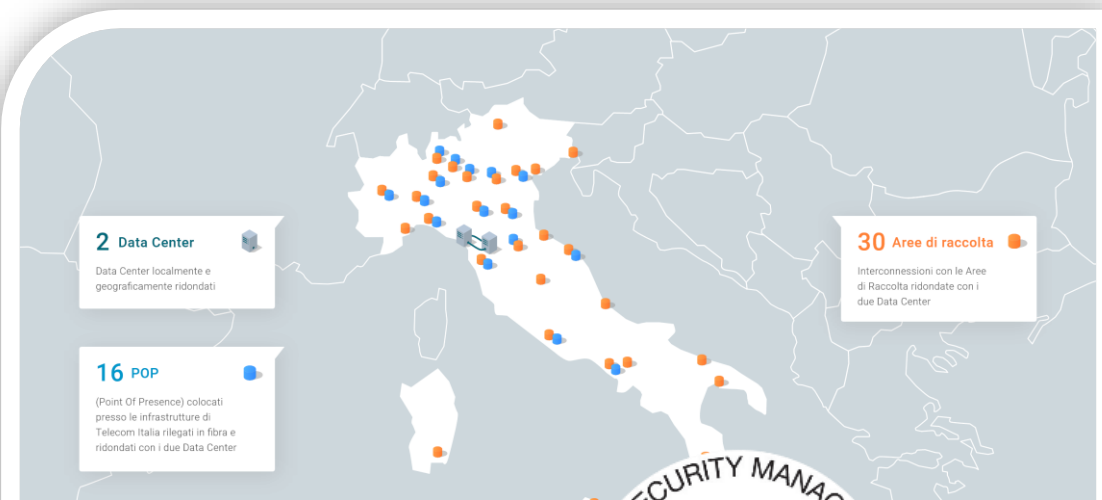 2 Data Center
Data Center localmente e
geograficamente ridondati
16 POP
(Point Of Presence) colocati
presso le infrastrutture di
Telecom Italia rilegati in fibra e
ridondati con i due Data Center
30 Aree di raccolta
Interconnessioni con le Aree
di Raccolta ridondate con i
due Data Center
ECURITY MANAG